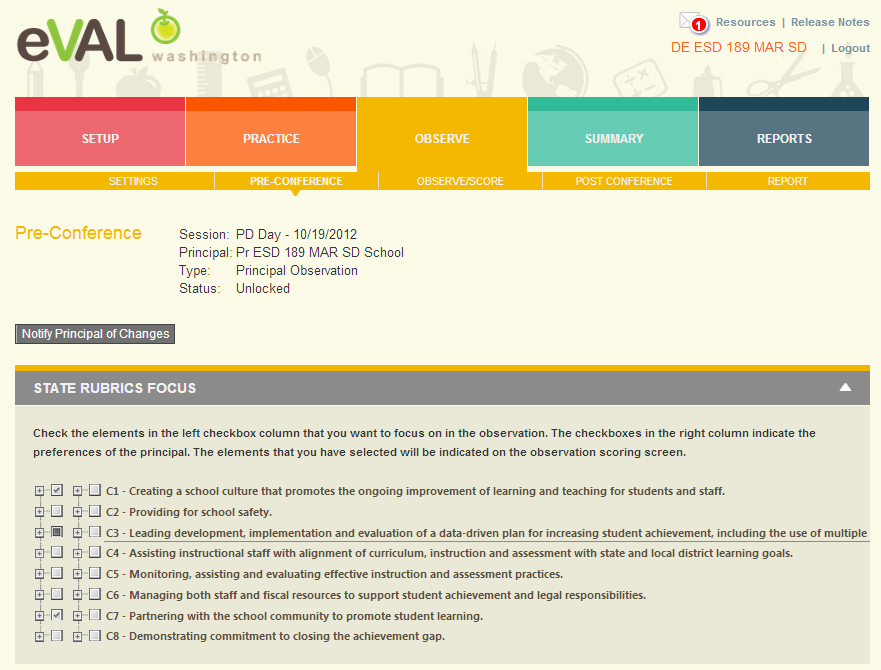 eVAL
washington
1
Resources | Release Notes
DE ESD 189 MAR SD | Logout
SETUP
PRACTICE
OBSERVE
SUMMARY
REPORTS
SETTINGS
PRE-CONFERENCE
OBSERVE/SCORE
POST CONFERENCE
REPORT
Pre-Conference
Session: PD Day - 10/19/2012
Principal: Pr ESD 189 MAR SD School
Type: Principal Observation
Status: Unlocked
Notify Principal of Changes
STATE RUBRICS FOCUS
Check the elements in the left checkbox column that you want to focus on in the observation. The checkboxes in the right column indicate the
preferences of the principal. The elements that you have selected will be indicated on the observation scoring screen.
C1 - Creating a school culture that promotes the ongoing improvement of learning and teaching for students and staff.
C2 - Providing for school safety.
C3 - Leading development, implementation and evaluation of a data-driven plan for increasing student achievement, including the use of multiple
C4 - Assisting instructional staff with alignment of curriculum, instruction and assessment with state and local district learning goals.
C5 - Monitoring, assisting and evaluating effective instruction and assessment practices.
C6 - Managing both staff and fiscal resources to support student achievement and legal responsibilities.
C7 - Partnering with the school community to promote student learning.
C8 - Demonstrating commitment to closing the achievement gap.